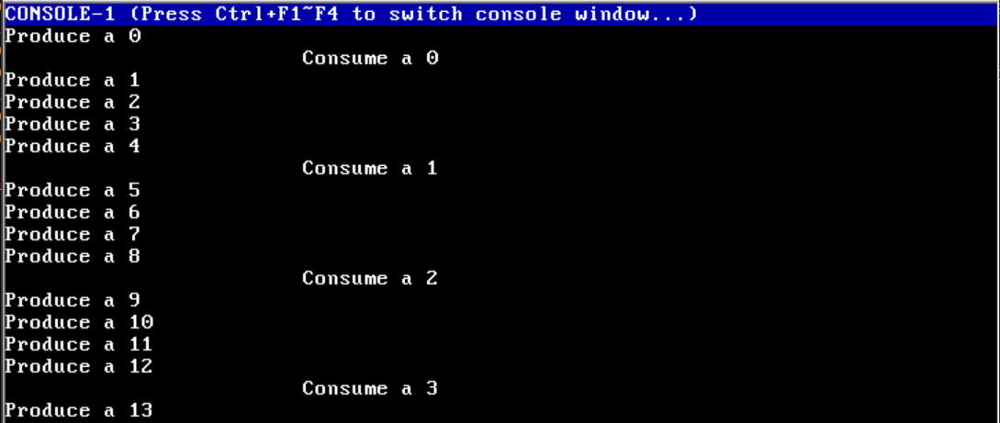 CONSOLE-1 (Press Ctrl+F1~F4 to switch console window...)
Produce a 0
Consume a 0
Produce a 1
Produce a 2
Produce a 3
Produce a 4
Consume a 1
Produce a 5
Produce a 6
Produce a 7
Produce a 8
Consume a 2
Produce a 9
Produce a 10
Produce a 11
Produce a 12
Consume a 3
Produce a 13